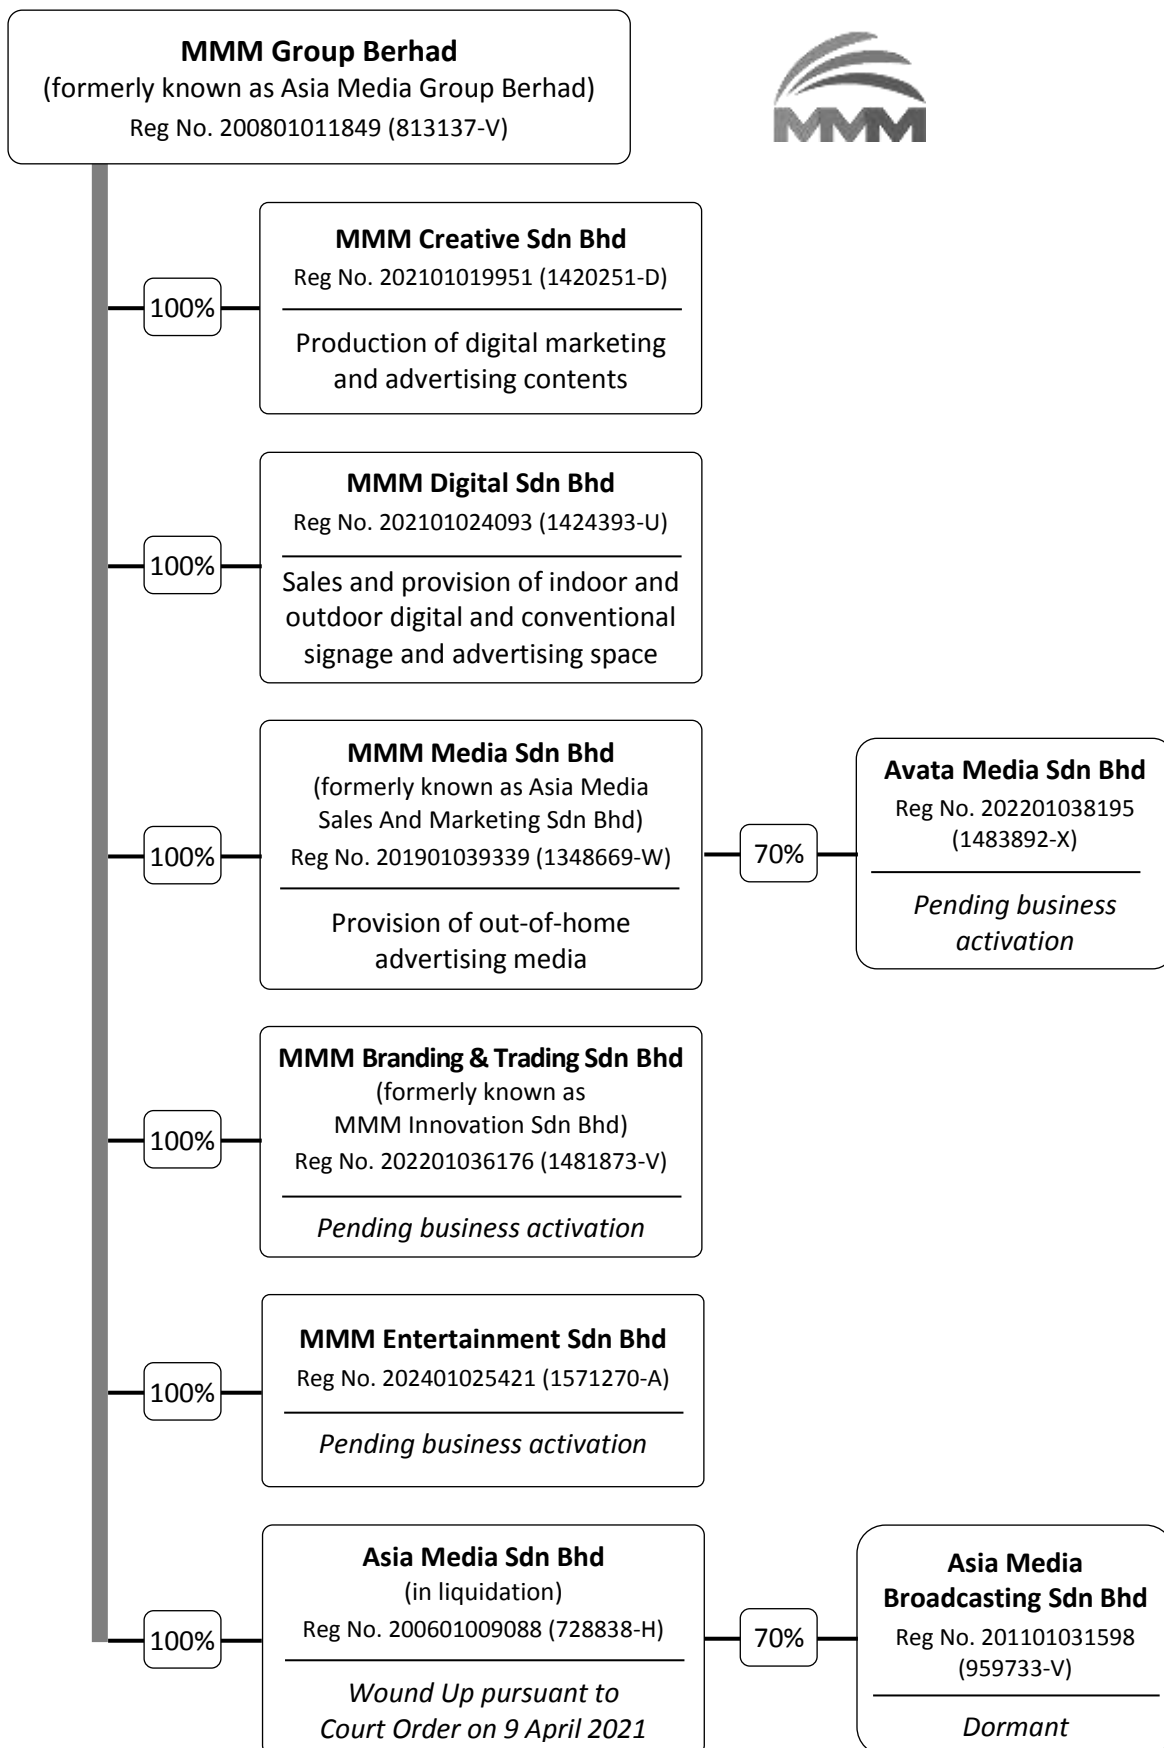 MMM Group Berhad
(formerly known as Asia Media Group Berhad)
Reg No. 200801011849 (813137-V)
MMM
MMM Creative Sdn Bhd
Reg No. 202101019951 (1420251-D)
100%
Production of digital marketing
and advertising contents
MMM Digital Sdn Bhd
Reg No. 202101024093 (1424393-U)
100%
Sales and provision of indoor and
outdoor digital and conventional
signage and advertising space
MMM Media Sdn Bhd
(formerly known as Asia Media
Sales And Marketing Sdn Bhd)
Reg No. 201901039339 (1348669-W)
100%
Provision of out-of-home
advertising media
70%
Avata Media Sdn Bhd
Reg No. 202201038195
(1483892-X)
Pending business
activation
MMM Branding & Trading Sdn Bhd
(formerly known as
MMM Innovation Sdn Bhd)
Reg No. 202201036176 (1481873-V)
100%
Pending business activation
MMM Entertainment Sdn Bhd
Reg No. 202401025421 (1571270-A)
100%
Pending business activation
Asia Media Sdn Bhd
(in liquidation)
Reg No. 200601009088 (728838-H)
100%
Wound Up pursuant to
Court Order on 9 April 2021
70%
Asia Media
Broadcasting Sdn Bhd
Reg No. 201101031598
(959733-V)
Dormant